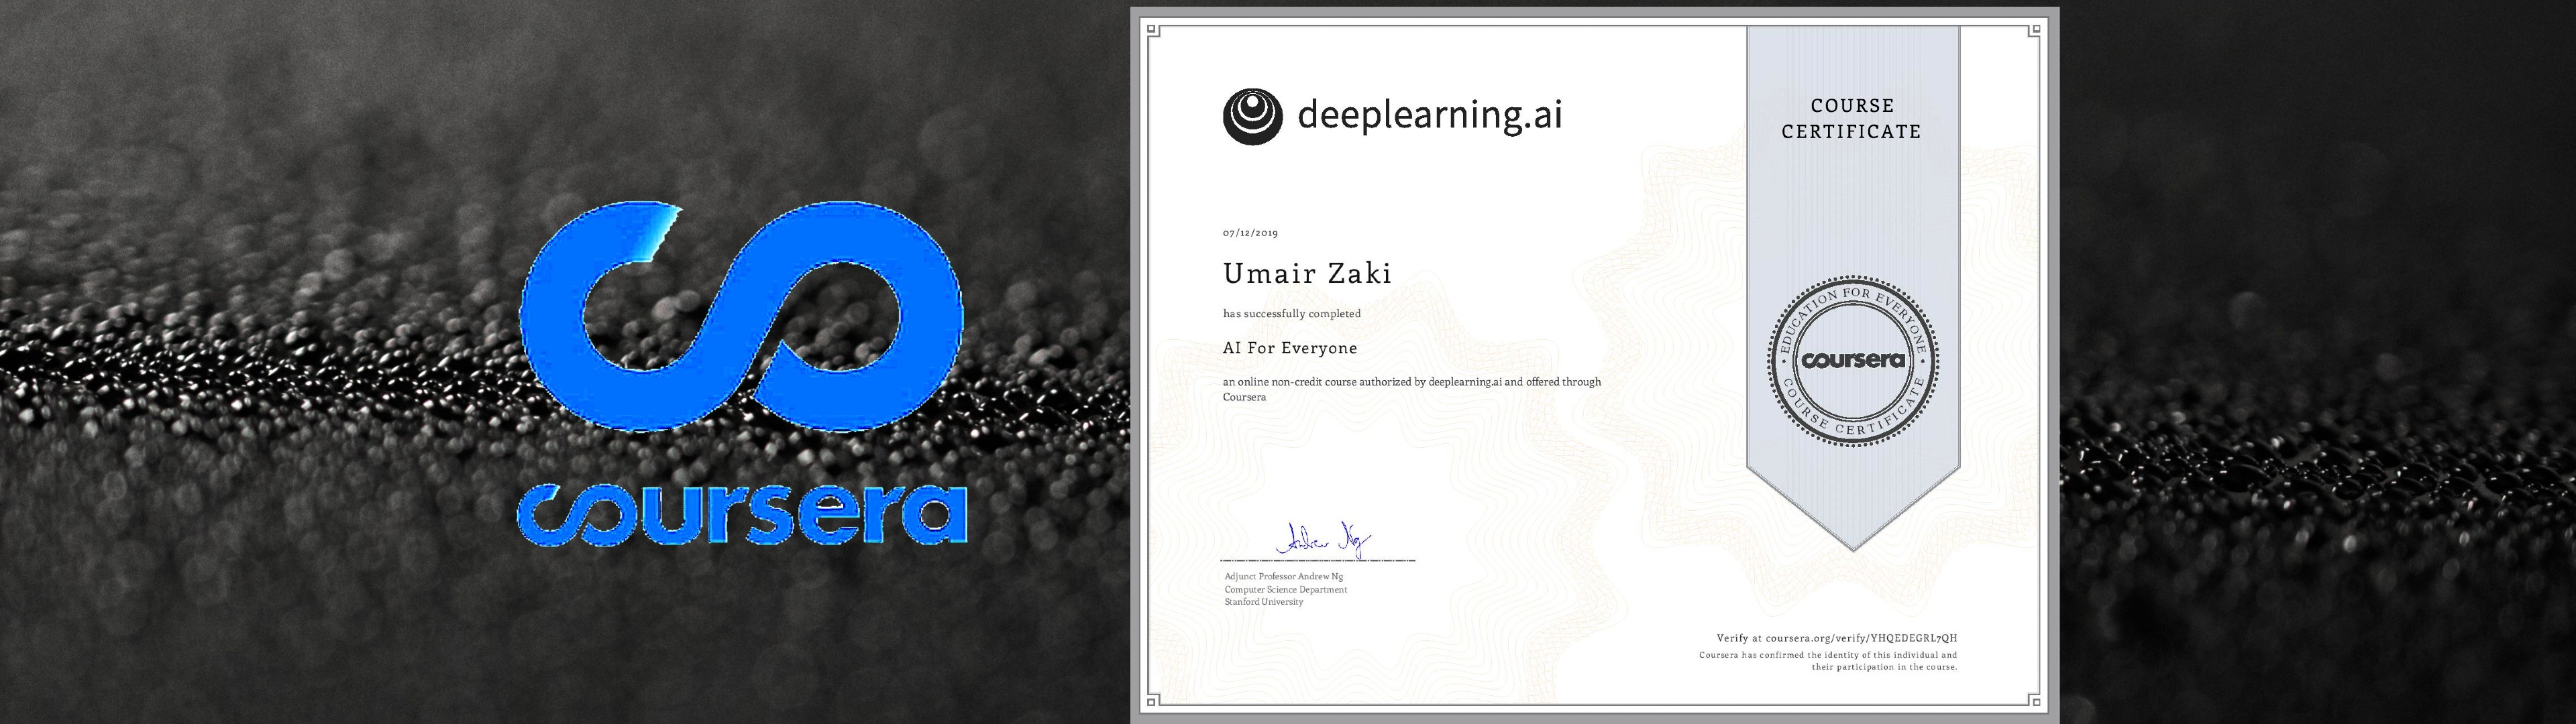 coursera
deeplearning.ai
07/12/2019
Umair Zaki
has successfully completed
AI For Everyone
an online non-credit course authorized by deeplearning.ai and offered through
Coursera
Andrew Ng
Adjunct Professor Andrew Ng
Computer Science Department
Stanford University
COURSE
CERTIFICATE
EDUCATION FOR EVERYONE
coursera
COURSE CERTIFICATE
Verify at coursera.org/verify/YHQEDEGRL7QH
Coursera has confirmed the identity of this individual and
their participation in the course.